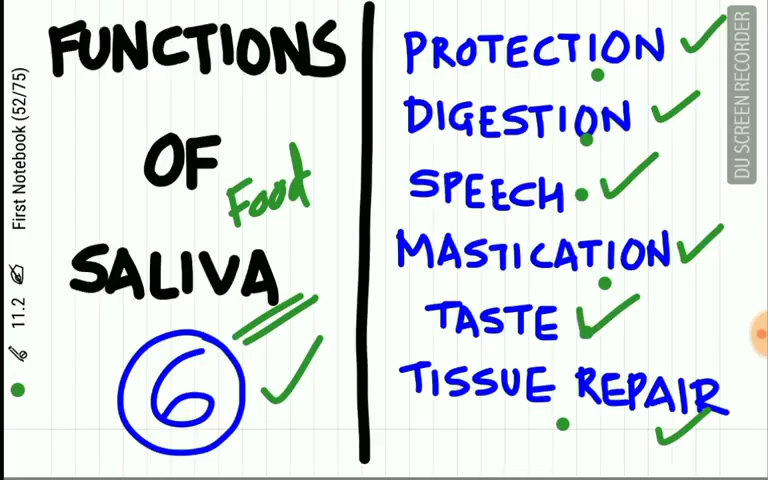 FUNCTIONS
OF
Food
SALIVA
6
PROTECTION
DIGESTION
SPEECH
MASTICATION
TASTE
TISSUE REPAIR
First Notebook (52/75)
11.2
DU SCREEN RECORDER